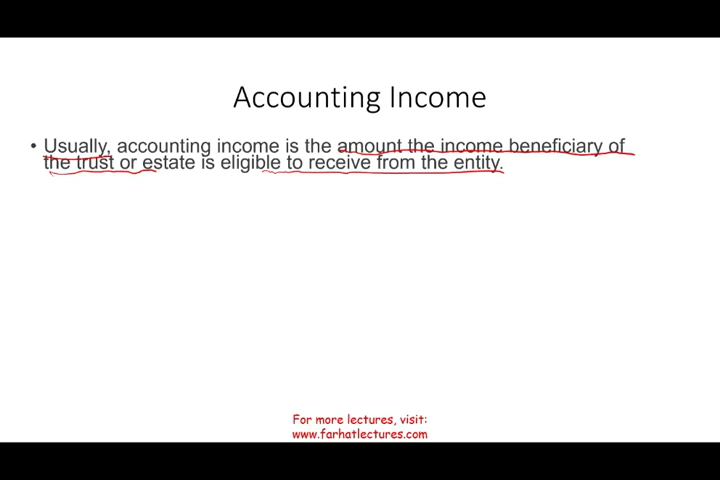 Accounting Income
• Usually, accounting income is the amount the income beneficiary of
the trust or estate is eligible to receive from the entity.
For more lectures, visit:
www.farhatlectures.com